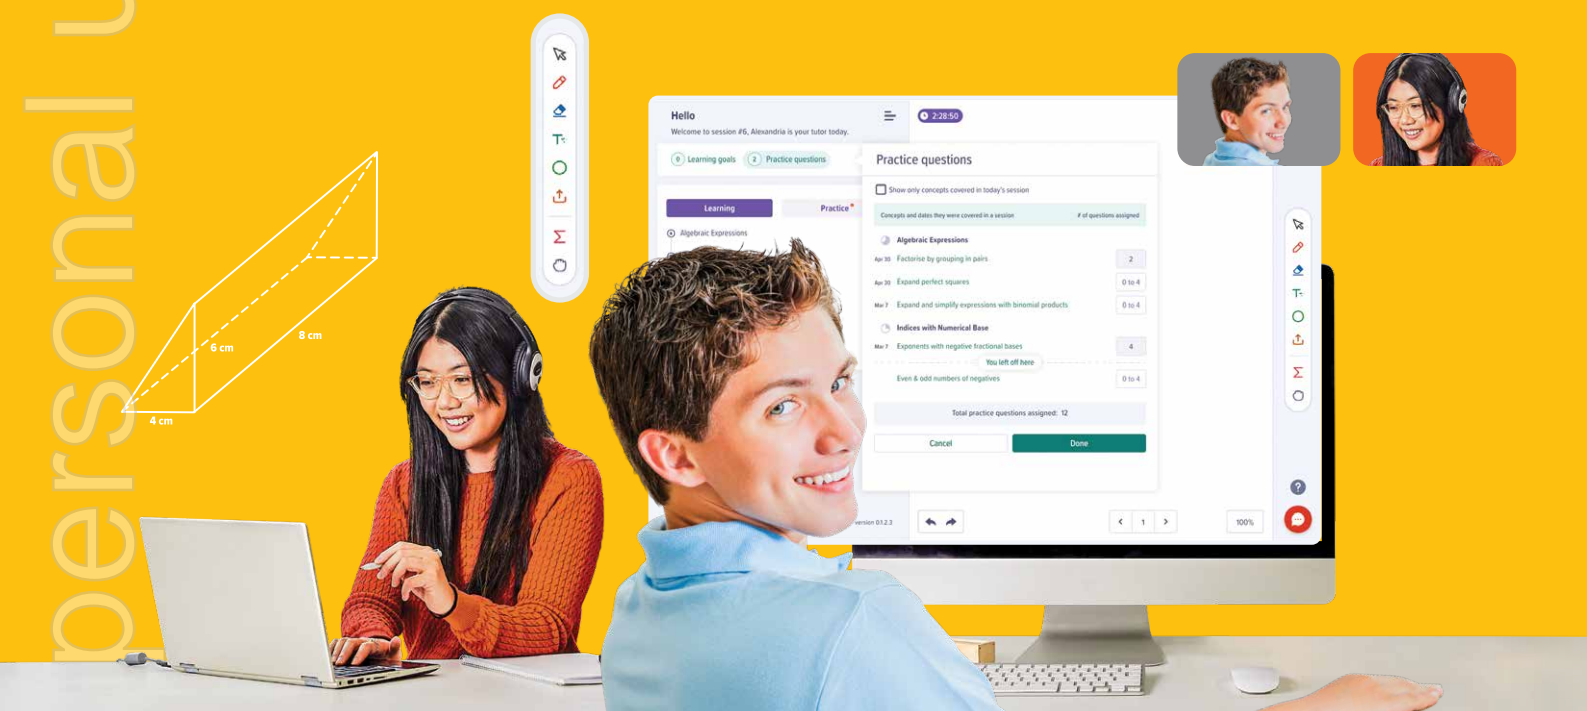 personal u
6 cm
8 cm
4 cm
Hello
Welcome to session #6, Alexandria is your tutor today.
0 Learning goals 2 Practice questions
Learning Practice
Algebraic Expressions
2:28:50
Practice questions
Show only concepts covered in today's session
Concepts and dates they were covered in a session # of questions assigned
Algebraic Expressions
Apr 30 Factorise by grouping in pairs 2
Apr 20 Expand perfect squares 0 to 4
Mar 7 Expand and simplify expressions with binomial products 0 to 4
Indices with Numerical Base
Mar 7 Exponents with negative fractional bases 4
You left off here
Even & odd numbers of negatives 0 to 4
Total practice questions assigned: 12
Cancel Done
version 0.1.2.3
1
100%
T
Σ
T
Σ
?